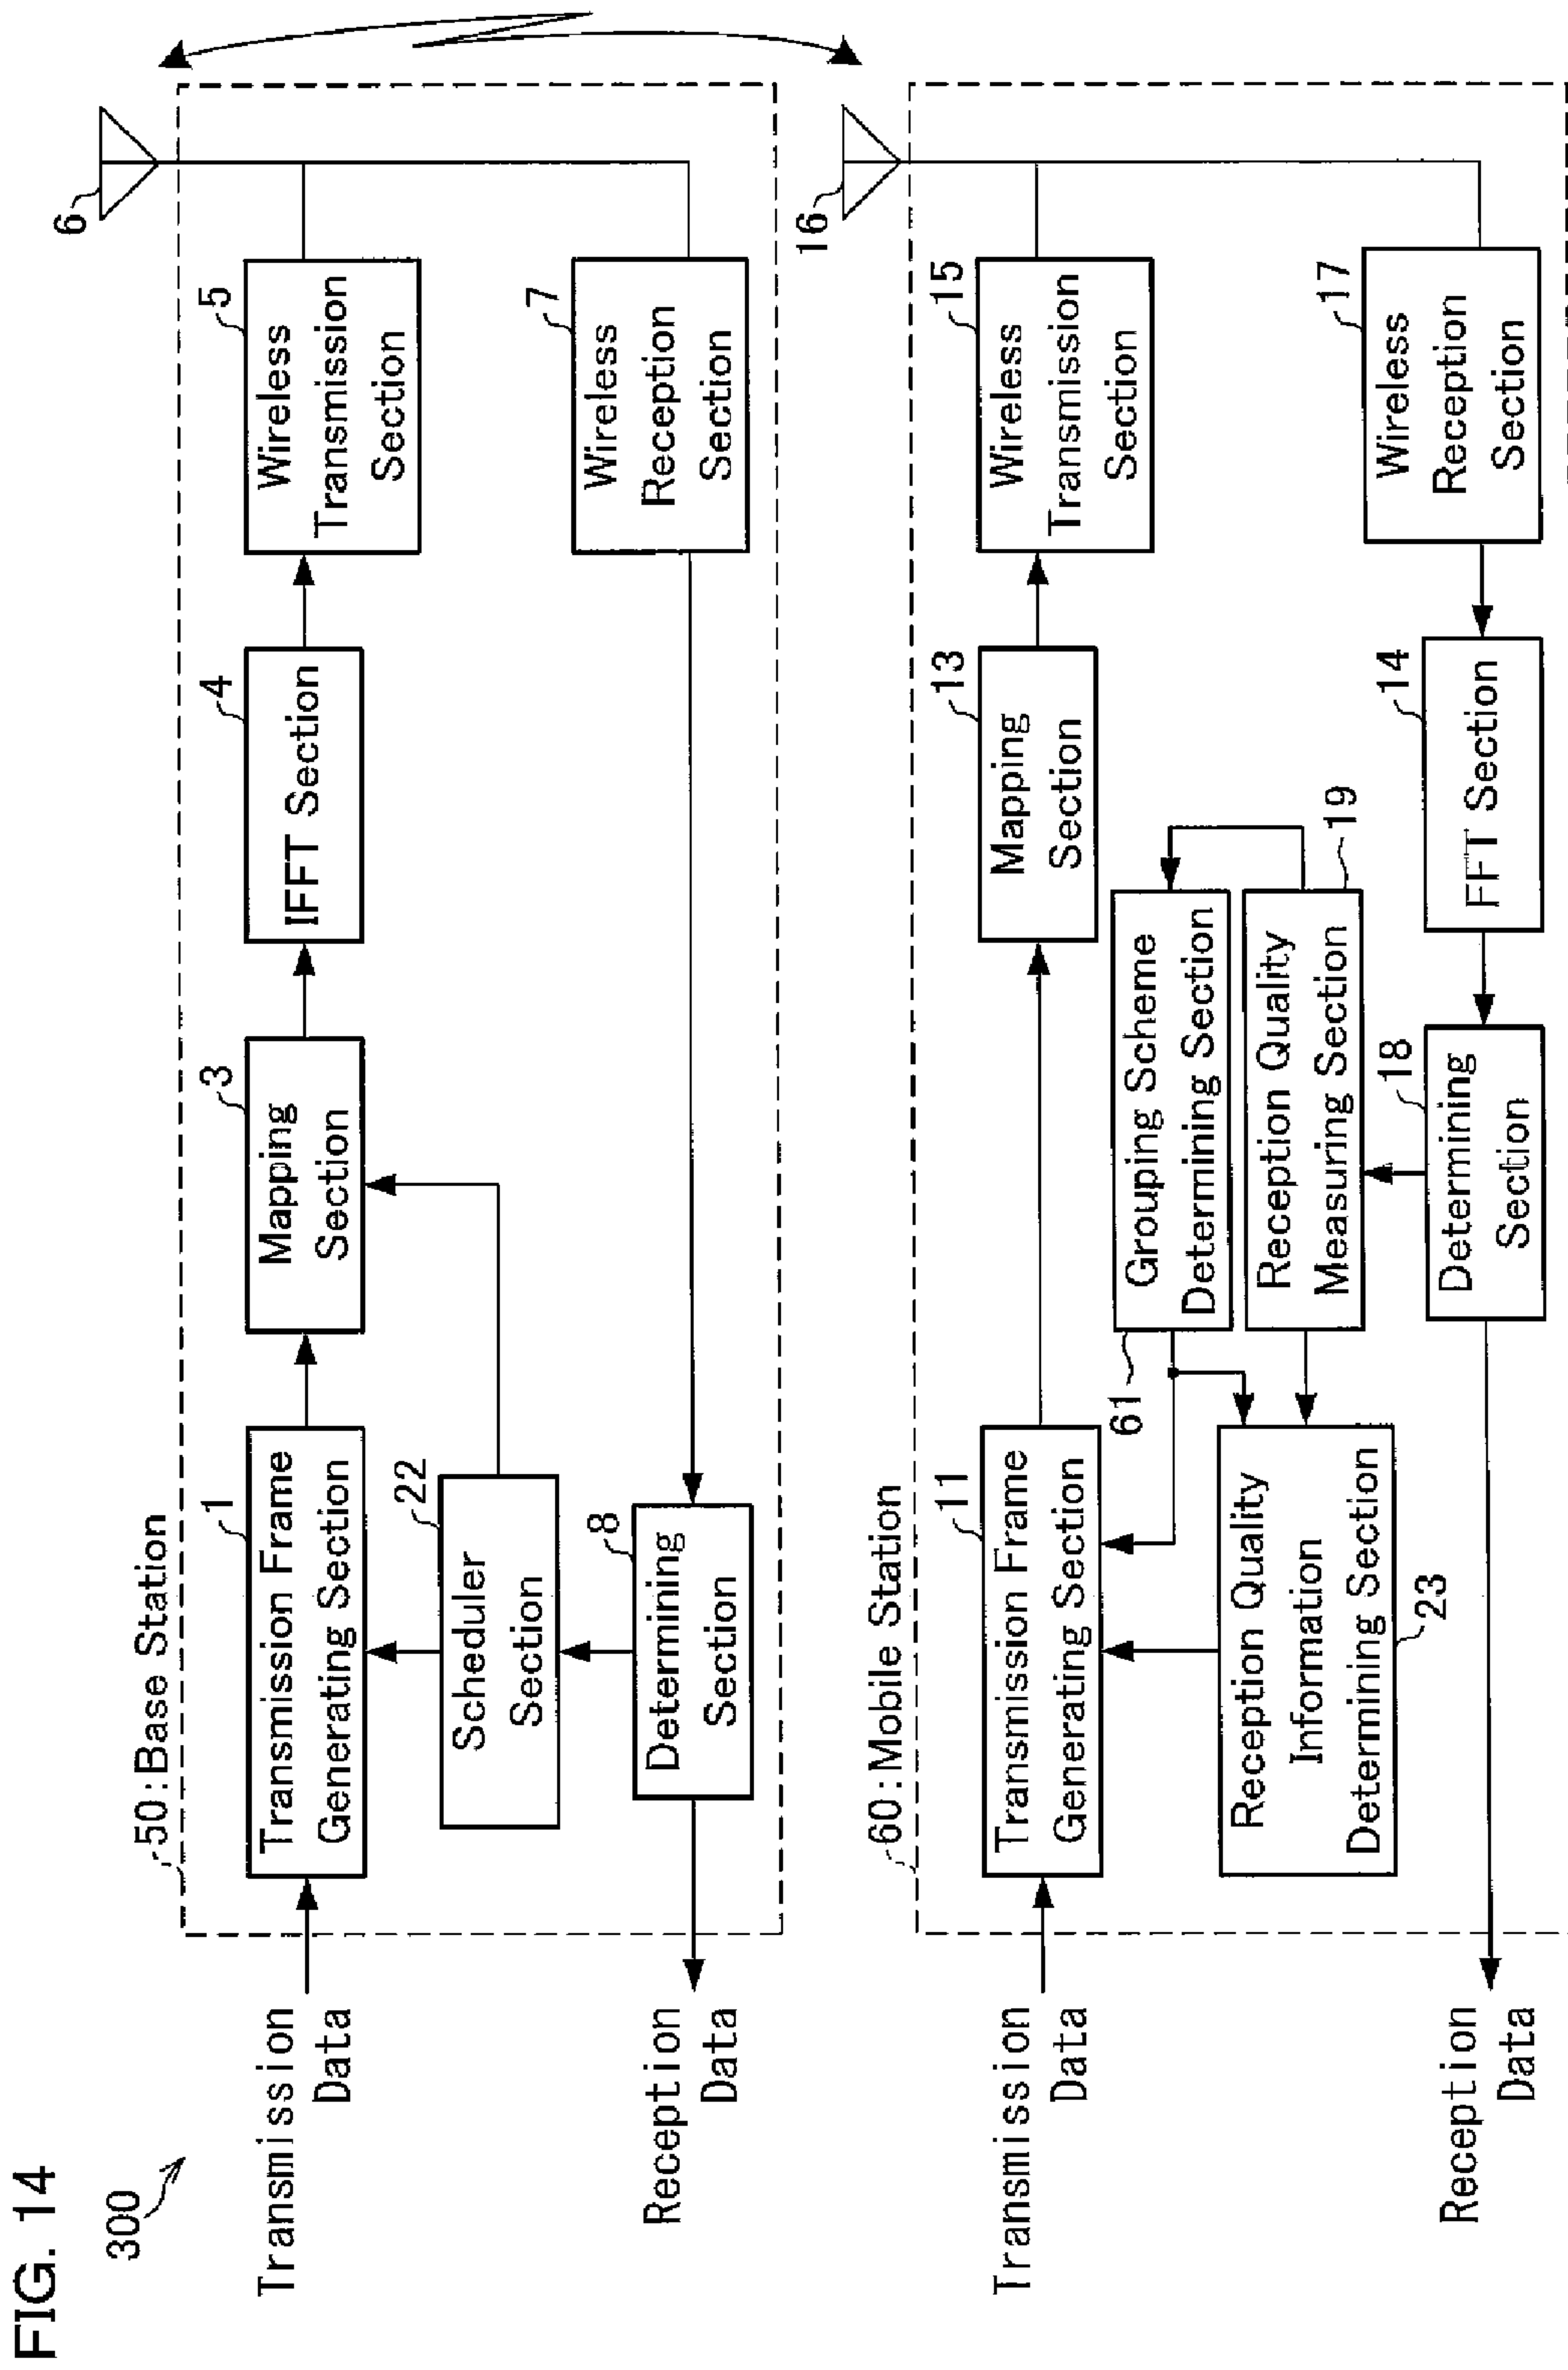 FIG. 14
300
50:Base Station
Transmission
Data
1
Transmission Frame
Generating Section
3
Mapping
Section
4
IFFT Section
5
Wireless
Transmission
Section
6
22
Scheduler
Section
Reception
Data
8
Determining
Section
7
Wireless
Reception
Section
60:Mobile Station
Transmission
Data
11
Transmission Frame
Generating Section
13
Mapping
Section
15
Wireless
Transmission
Section
16
61
Grouping Scheme
Determining Section
Reception Quality
Measuring Section
19
Reception Quality
Information
Determining Section
23
Reception
Data
18
Determining
Section
14
FFT Section
17
Wireless
Reception
Section